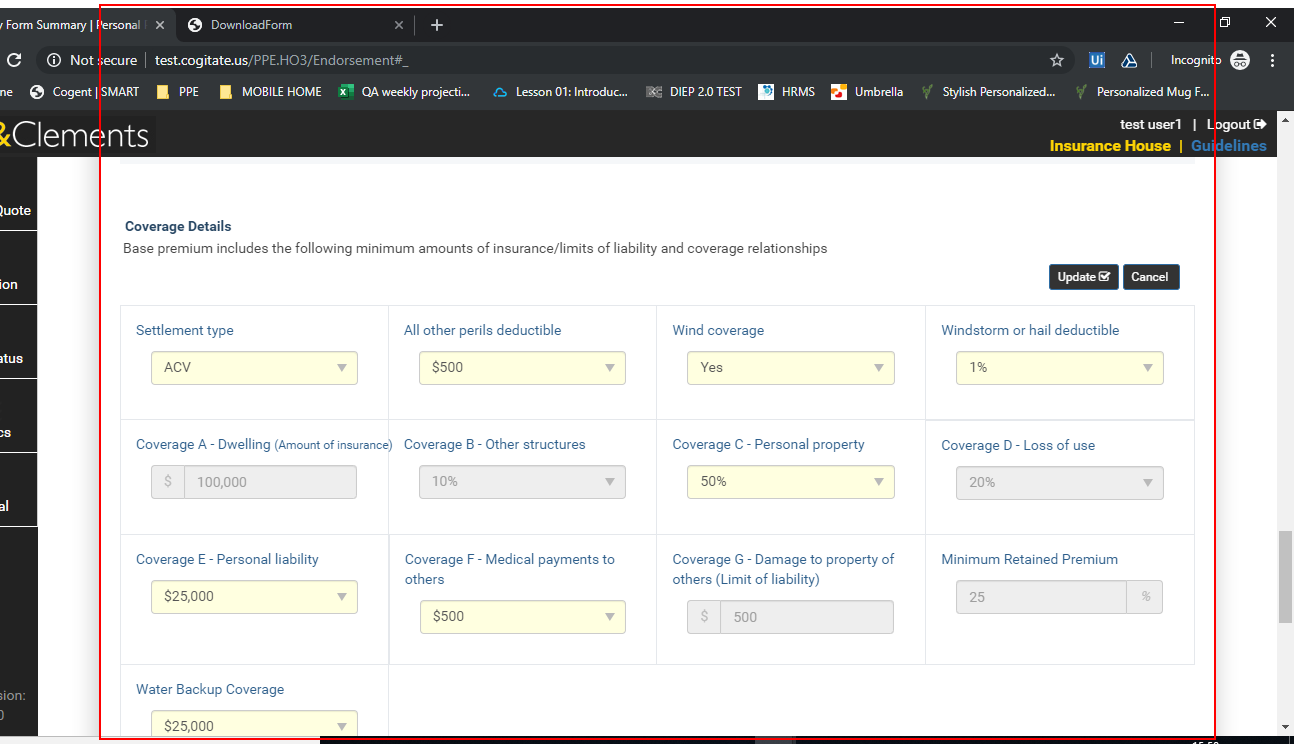 y Form Summary | Personal
DownloadForm
Not secure | test.cogitate.us/PPE.HO3/Endorsement#_
Ui
Incognito
ne
Cogent | SMART
PPE
MOBILE HOME
QA weekly projecti...
Lesson 01: Introduc...
DIEP 2.0 TEST
HRMS
Umbrella
Stylish Personalized...
Personalized Mug F...
&Clements
test user1 | Logout
Insurance House | Guidelines
Quote
ion
atus
cs
al
sion:
0
Coverage Details
Base premium includes the following minimum amounts of insurance/limits of liability and coverage relationships
Update
Cancel
Settlement type
ACV
All other perils deductible
$500
Wind coverage
Yes
Windstorm or hail deductible
1%
Coverage A - Dwelling (Amount of insurance)
$ 100,000
Coverage B - Other structures
10%
Coverage C - Personal property
50%
Coverage D - Loss of use
20%
Coverage E - Personal liability
$25,000
Coverage F - Medical payments to
others
$500
Coverage G - Damage to property of
others (Limit of liability)
$ 500
Minimum Retained Premium
25 %
Water Backup Coverage
$25,000